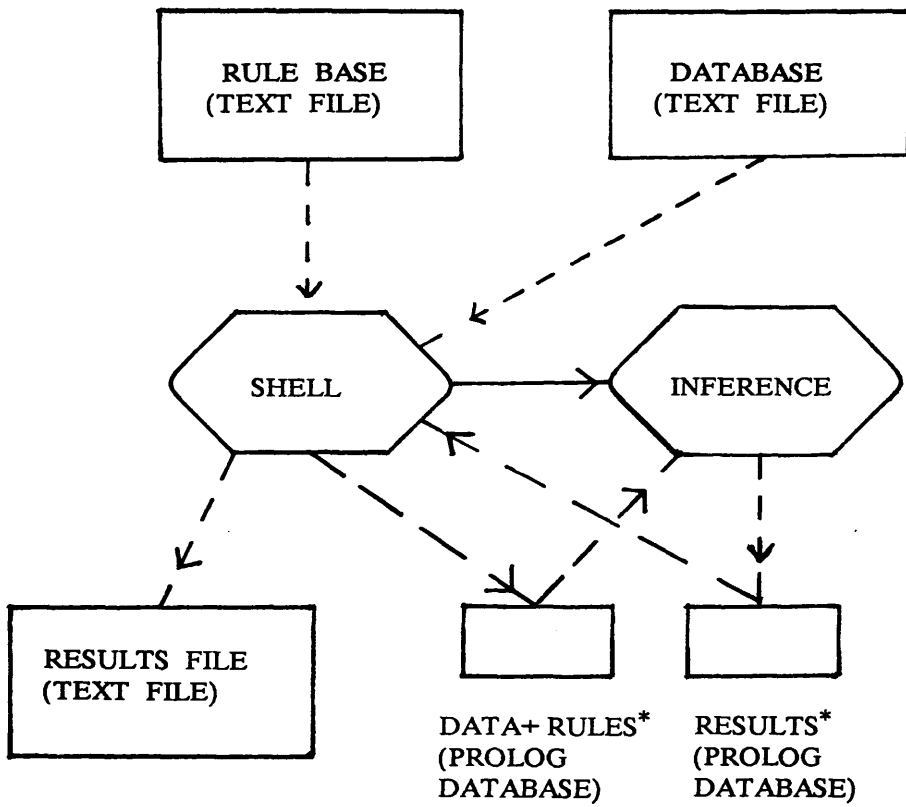 RULE BASE
(TEXT FILE)
DATABASE
(TEXT FILE)
SHELL
INFERENCE
RESULTS FILE
(TEXT FILE)
DATA+ RULES*
(PROLOG
DATABASE)
RESULTS*
(PROLOG
DATABASE)